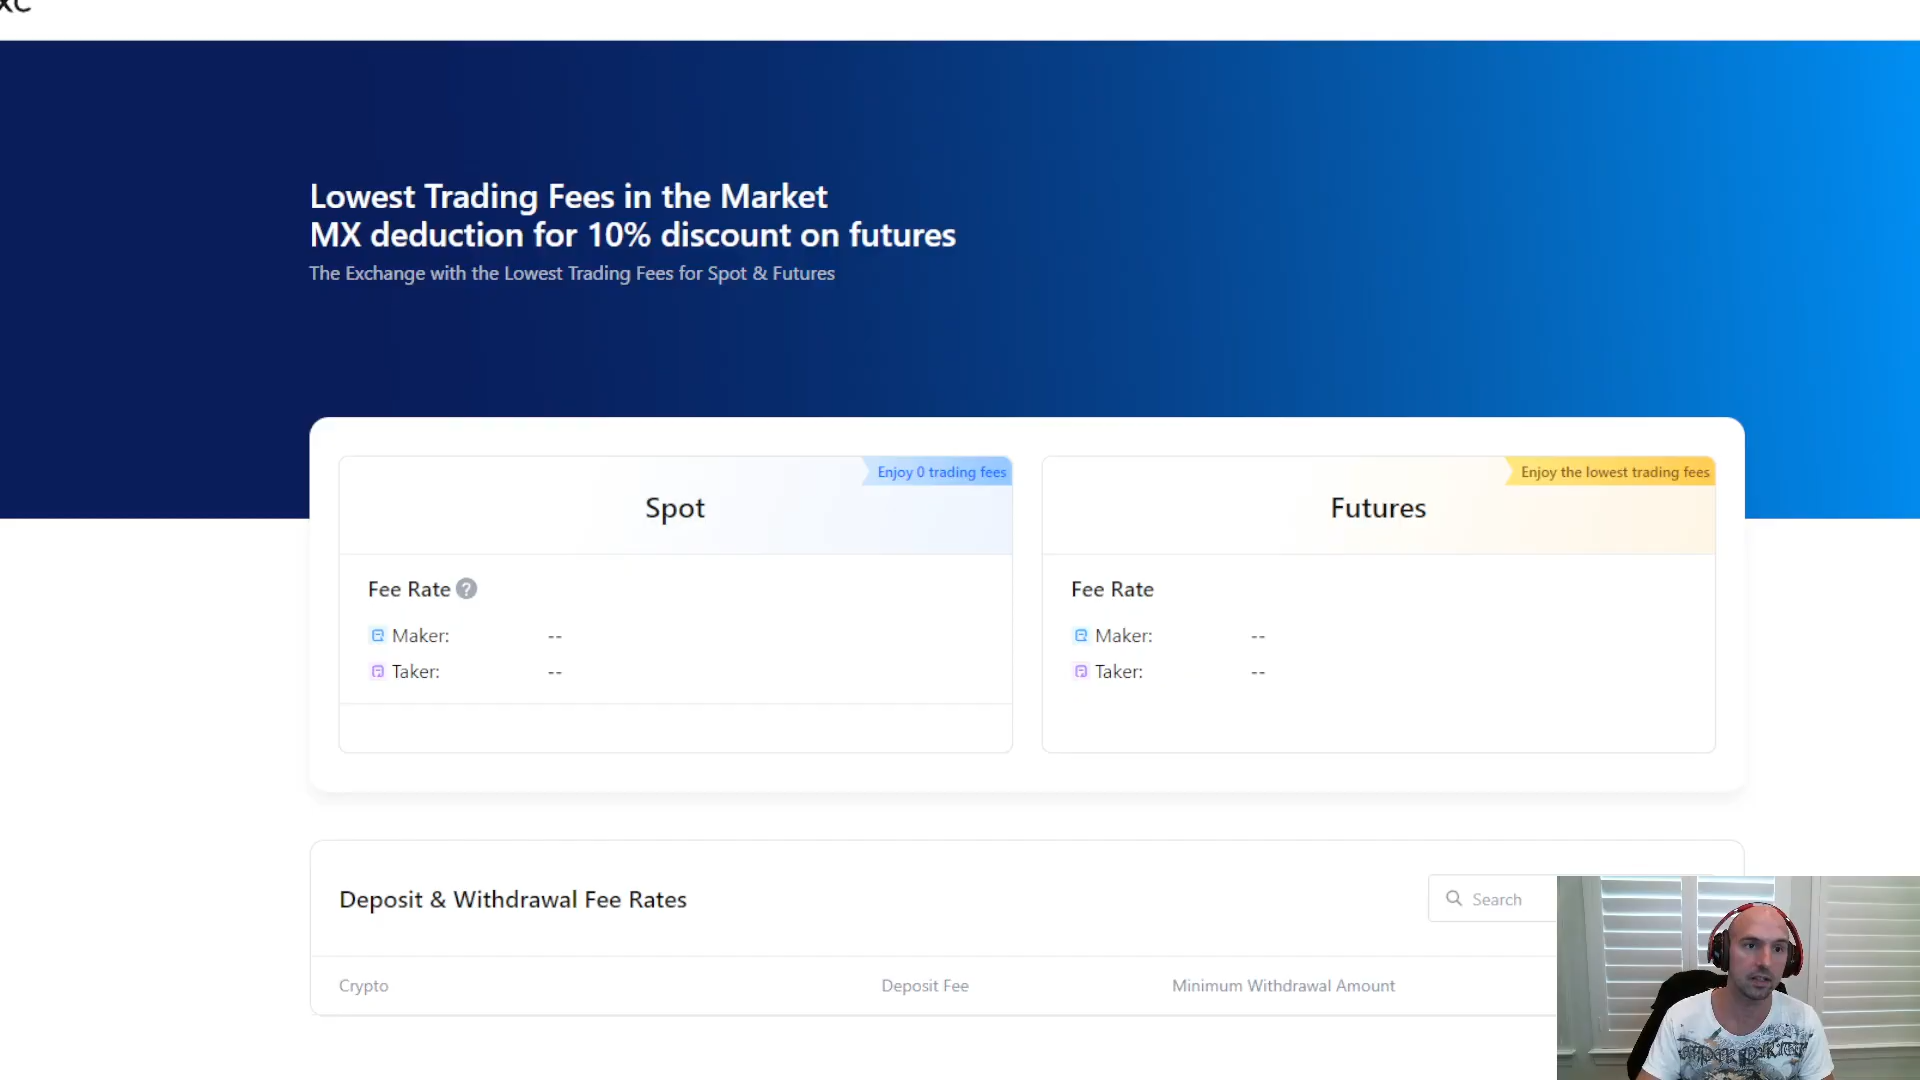 XC
Lowest Trading Fees in the Market
MX deduction for 10% discount on futures
The Exchange with the Lowest Trading Fees for Spot & Futures
Enjoy 0 trading fees
Spot
Fee Rate ?
Maker: --
Taker: --
Enjoy the lowest trading fees
Futures
Fee Rate
Maker: --
Taker: --
Deposit & Withdrawal Fee Rates
Search
Crypto Deposit Fee Minimum Withdrawal Amount